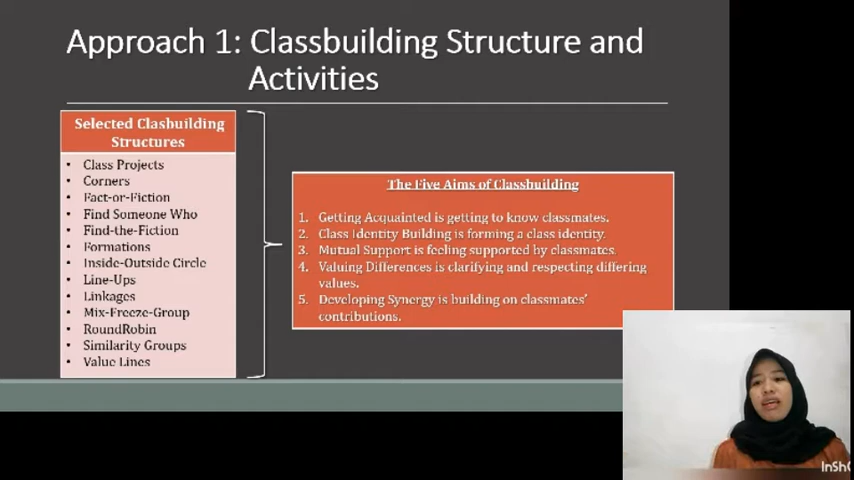 Approach 1: Classbuilding Structure and
Activities
Selected Clasbuilding
Structures
• Class Projects
• Corners
• Fact-or-Fiction
• Find Someone Who
• Find-the-Fiction
• Formations
• Inside-Outside Circle
• Line-Ups
• Linkages
• Mix-Freeze-Group
• RoundRobin
• Similarity Groups
• Value Lines
The Five Aims of Classbuilding
1. Getting Acquainted is getting to know classmates.
2. Class Identity Building is forming a class identity.
3. Mutual Support is feeling supported by classmates.
4. Valuing Differences is clarifying and respecting differing
values.
5. Developing Synergy is building on classmates'
contributions.